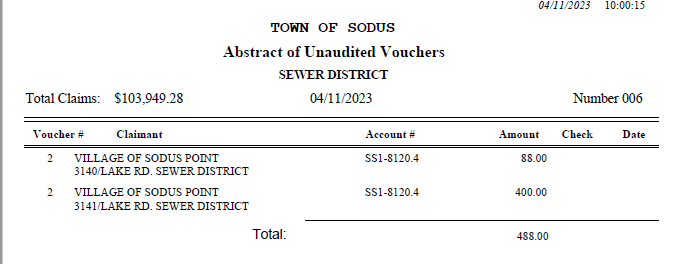 04/11/2023 10:00:15
TOWN OF SODUS
Abstract of Unaudited Vouchers
SEWER DISTRICT
Total Claims: $103,949.28 04/11/2023 Number 006
Voucher # Claimant Account # Amount Check Date
2 VILLAGE OF SODUS POINT SS1-8120.4 88.00
3140/LAKE RD. SEWER DISTRICT
2 VILLAGE OF SODUS POINT SS1-8120.4 400.00
3141/LAKE RD. SEWER DISTRICT
Total: 488.00